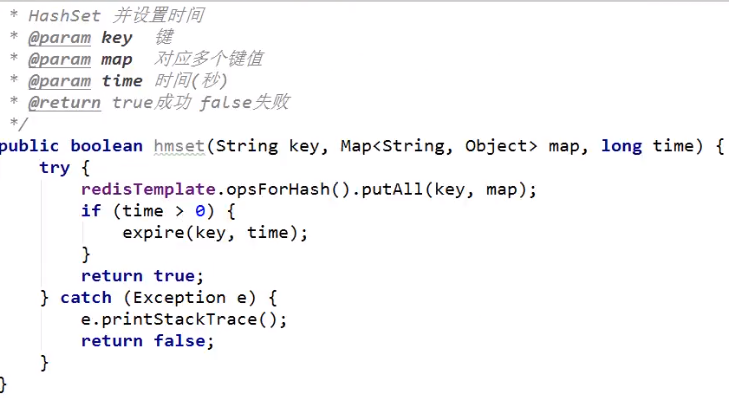 * HashSet 并设置时间
* @param key  键
* @param map  对应多个键值
* @param time 时间(秒)
* @return true成功 false失败
*/
public boolean hmset(String key, Map<String, Object> map, long time) {
    try {
        redisTemplate.opsForHash().putAll(key, map);
        if (time > 0) {
            expire(key, time);
        }
        return true;
    } catch (Exception e) {
        e.printStackTrace();
        return false;
    }
}